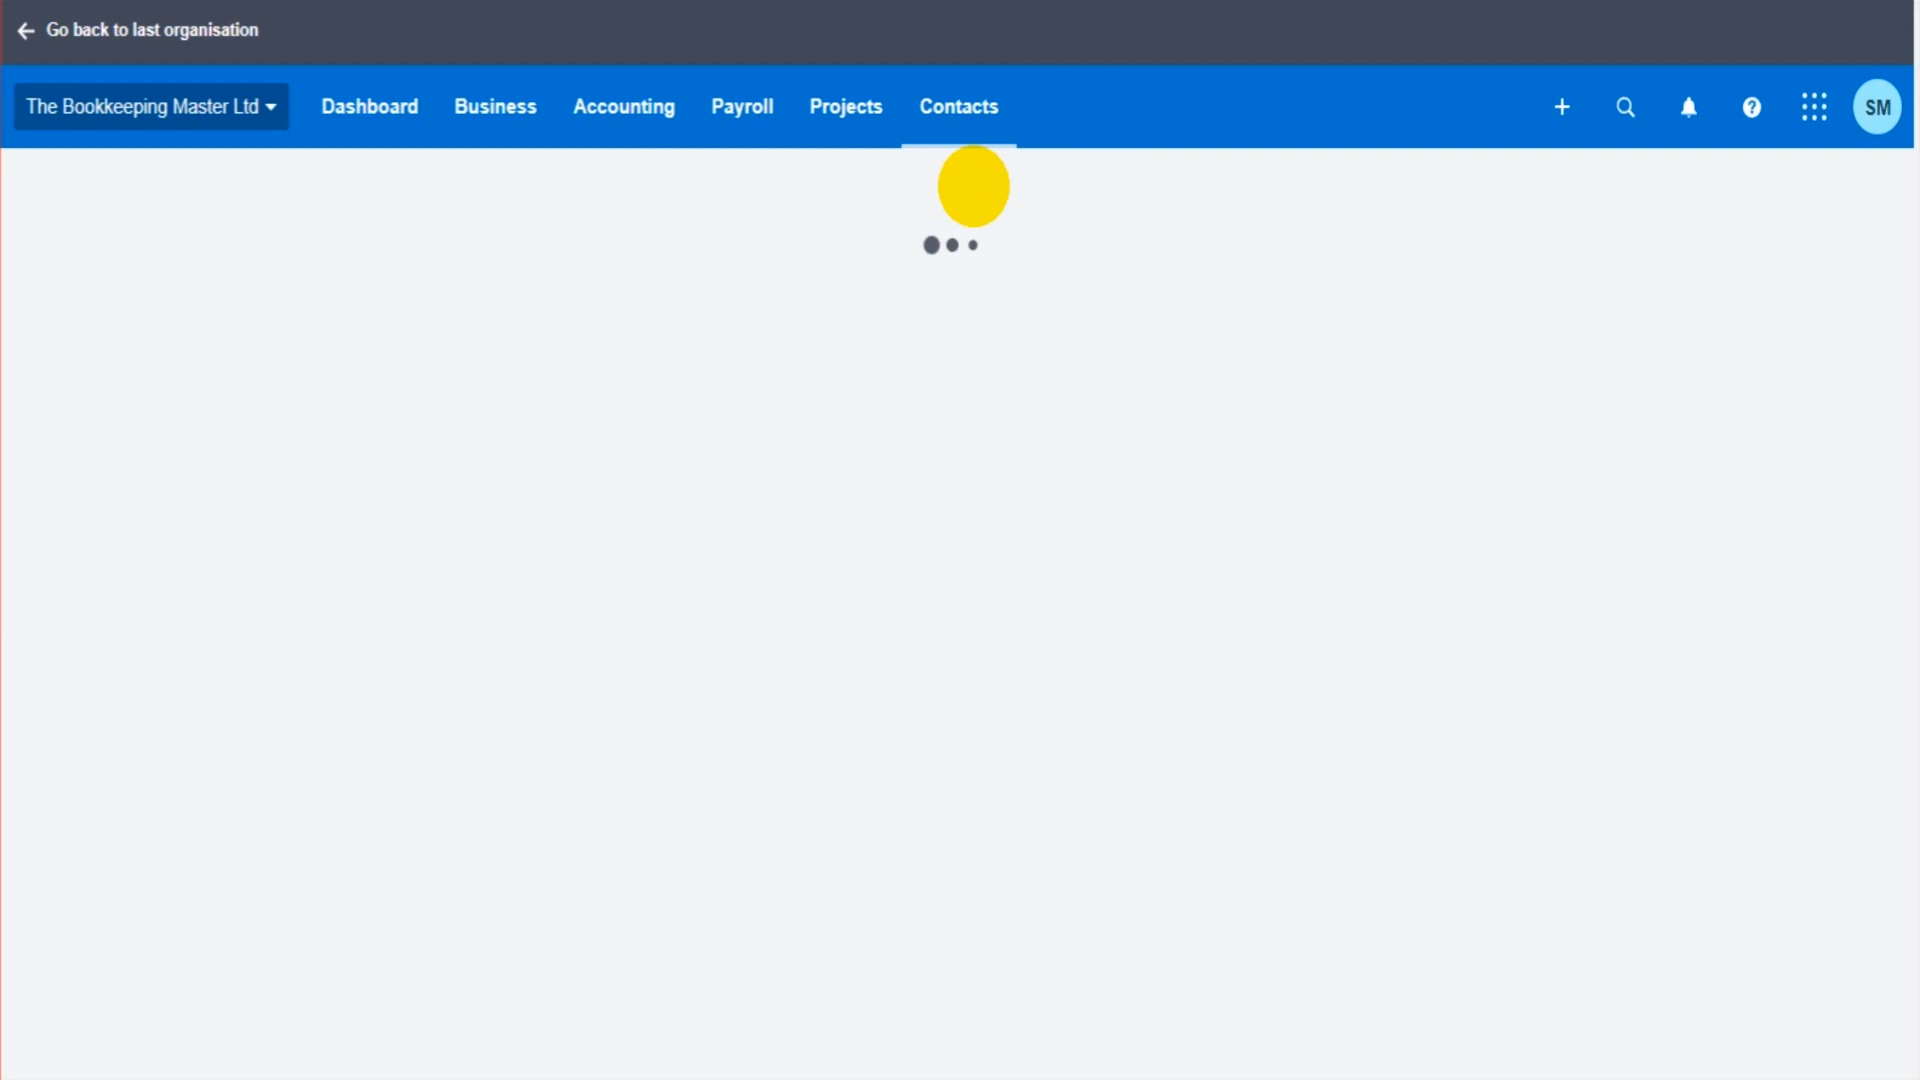 Go back to last organisation
The Bookkeeping Master Ltd Dashboard Business Accounting Payroll Projects Contacts SM